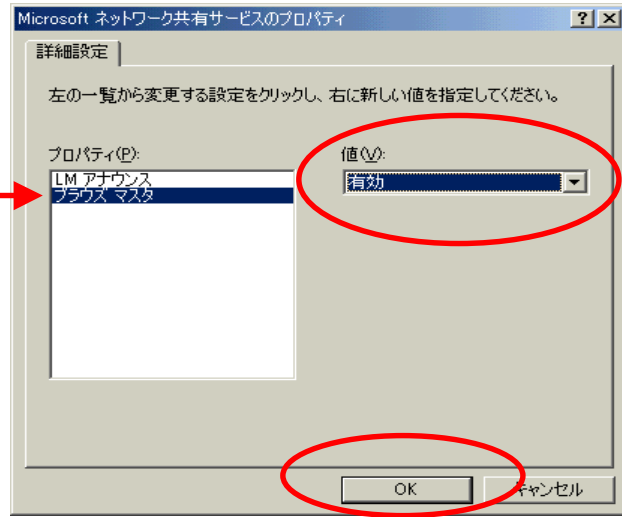 Microsoft ネットワーク共有サービスのプロパティ
詳細設定
左の一覧から変更する設定をクリックし、右に新しい値を指定してください。
プロパティ(P):
値(V):
LM アナウンス
ブラウズ マスタ
有効
OK
キャンセル